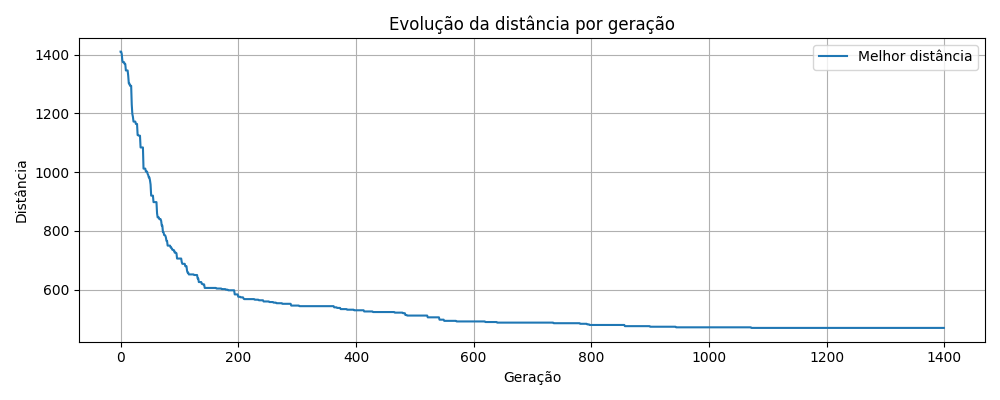 Evolução da distância por geração
Melhor distância
Distância
1400
1200
1000
800
600
0 200 400 600 800 1000 1200 1400
Geração